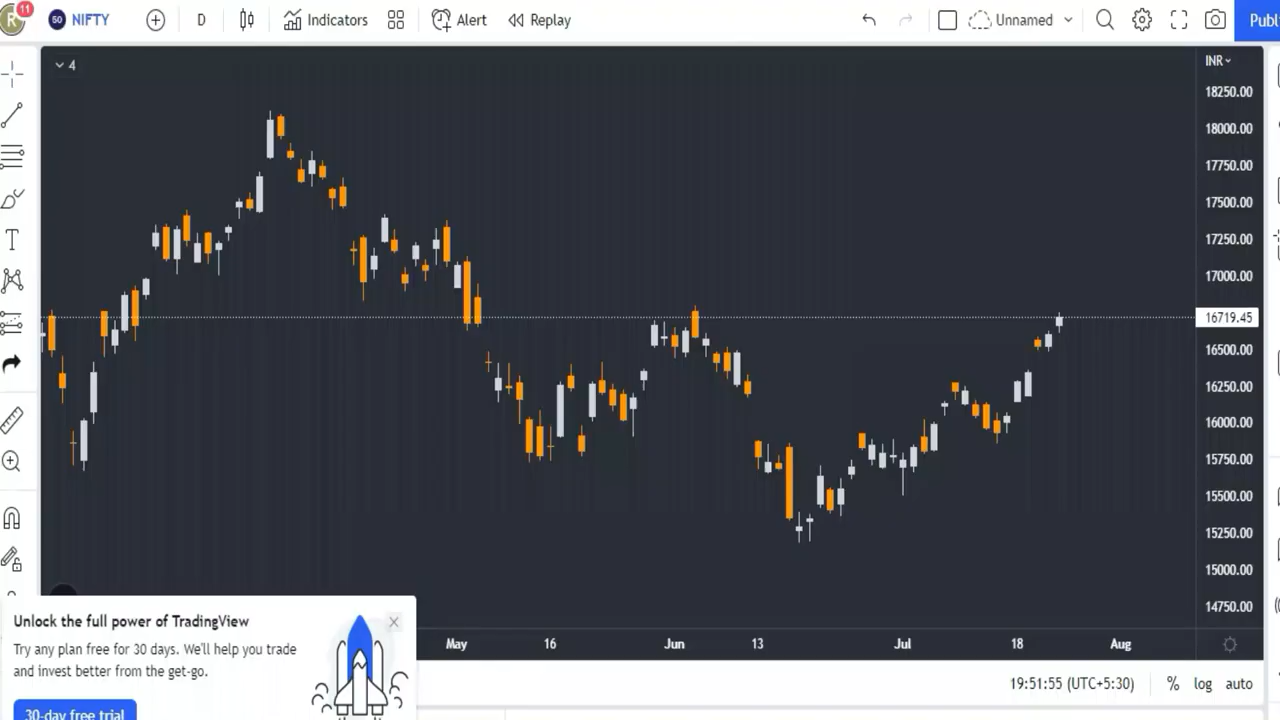 R
11
50 NIFTY
D
Indicators
Alert
Replay
Unnamed
Publ
4
INR
18250.00
18000.00
17750.00
17500.00
17250.00
17000.00
16719.45
16500.00
16250.00
16000.00
15750.00
15500.00
15250.00
15000.00
14750.00
T
May
16
Jun
13
Jul
18
Aug
Unlock the full power of TradingView
Try any plan free for 30 days. We'll help you trade
and invest better from the get-go.
30-day free trial
19:51:55 (UTC+5:30)
%
log
auto